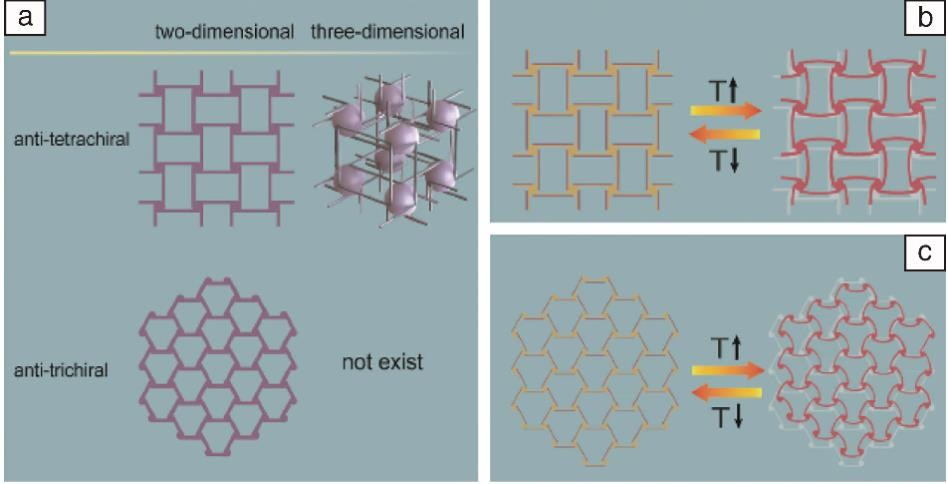 a
two-dimensional three-dimensional
anti-tetrachiral
anti-trichiral
not exist
b
T↑
T↓
c
T↑
T↓